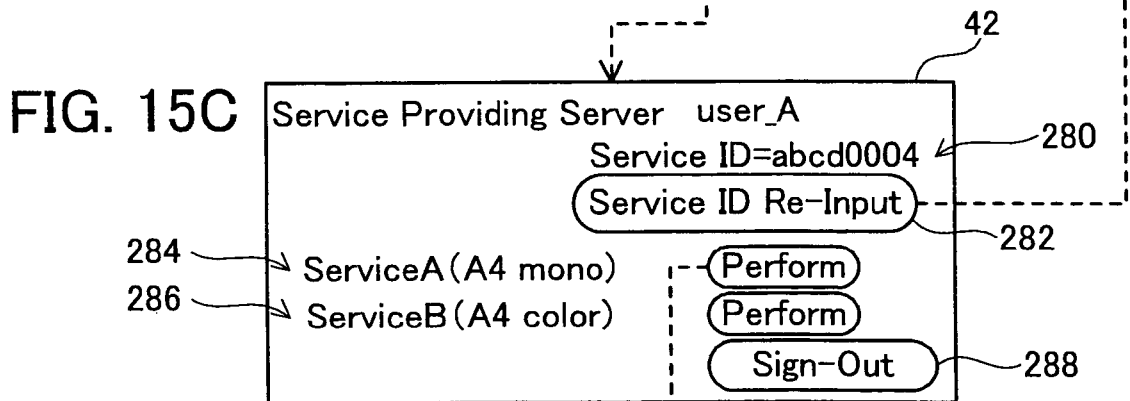 42
FIG. 15C
Service Providing Server user_A
Service ID=abcd0004
280
Service ID Re-Input
282
284
ServiceA(A4 mono)
Perform
286
ServiceB(A4 color)
Perform
Sign-Out
288